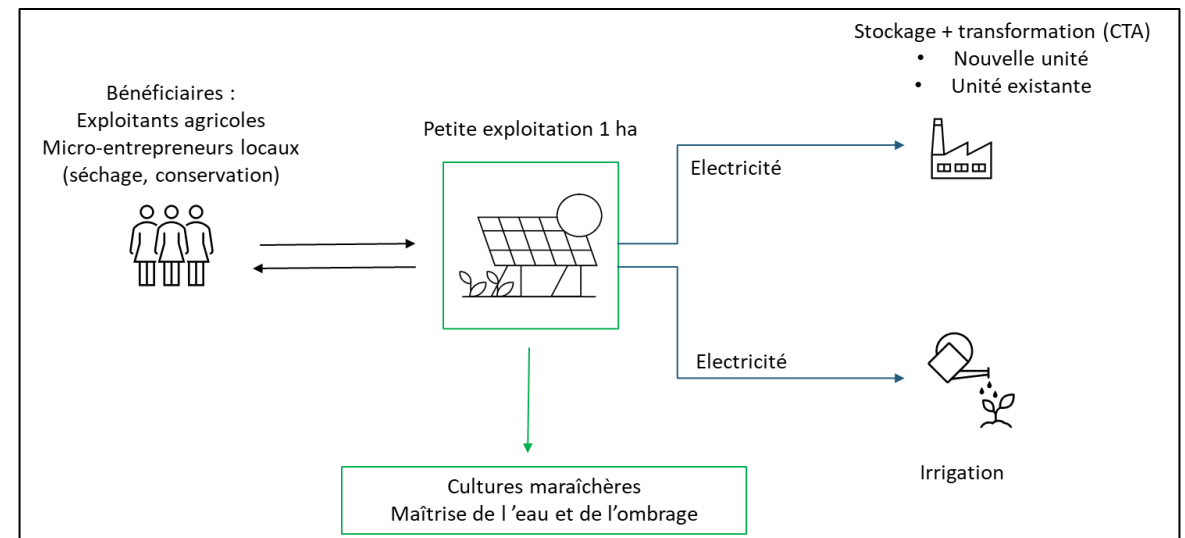 Stockage + transformation (CTA)
• Nouvelle unité
• Unité existante
Bénéficiaires :
Exploitants agricoles
Micro-entrepreneurs locaux
(séchage, conservation)
Petite exploitation 1 ha
Electricité
Electricité
Irrigation
Cultures maraîchères
Maîtrise de l ’eau et de l’ombrage